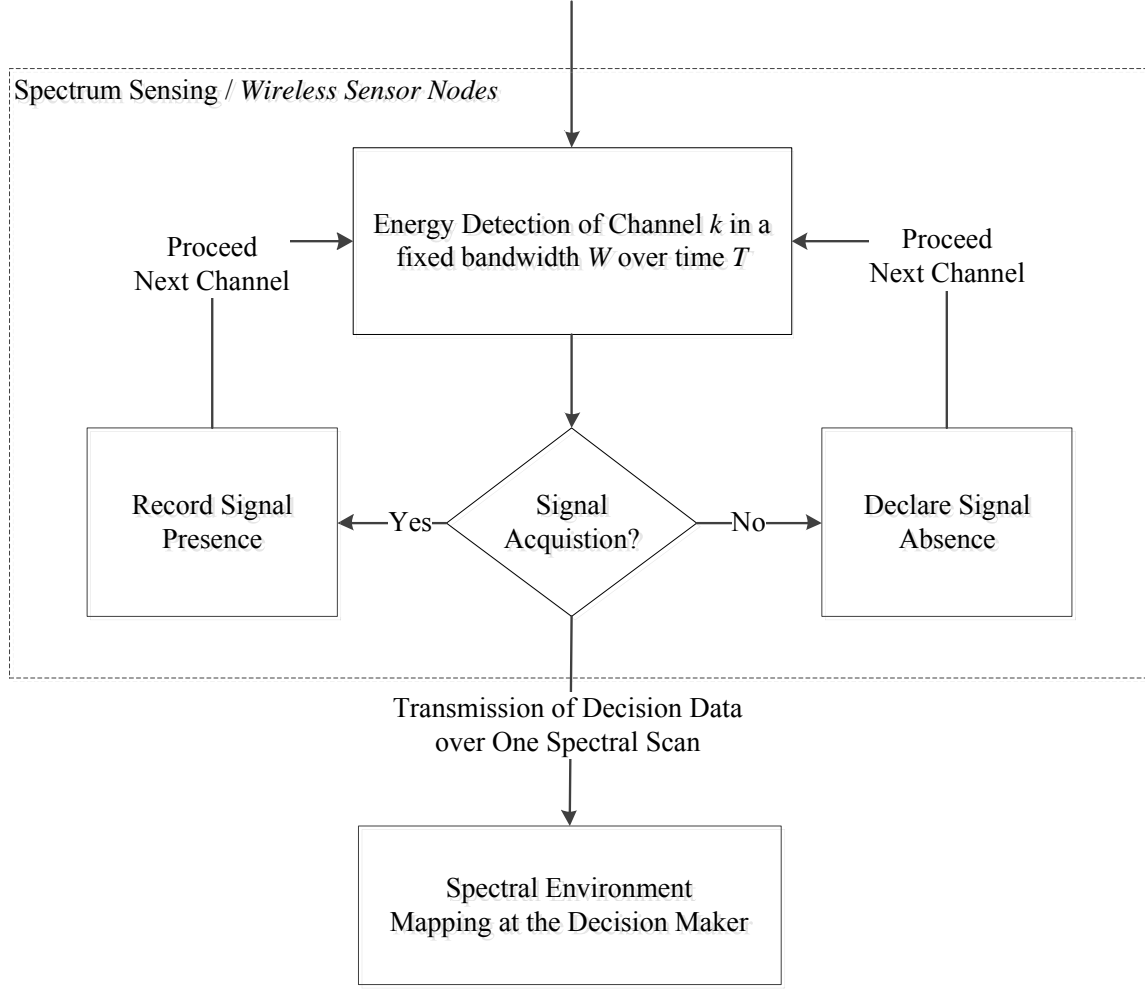 Spectrum Sensing / Wireless Sensor Nodes
Energy Detection of Channel k in a
fixed bandwidth W over time T
Proceed
Next Channel
Proceed
Next Channel
Record Signal
Presence
Yes
Signal
Acquistion?
No
Declare Signal
Absence
Transmission of Decision Data
over One Spectral Scan
Spectral Environment
Mapping at the Decision Maker